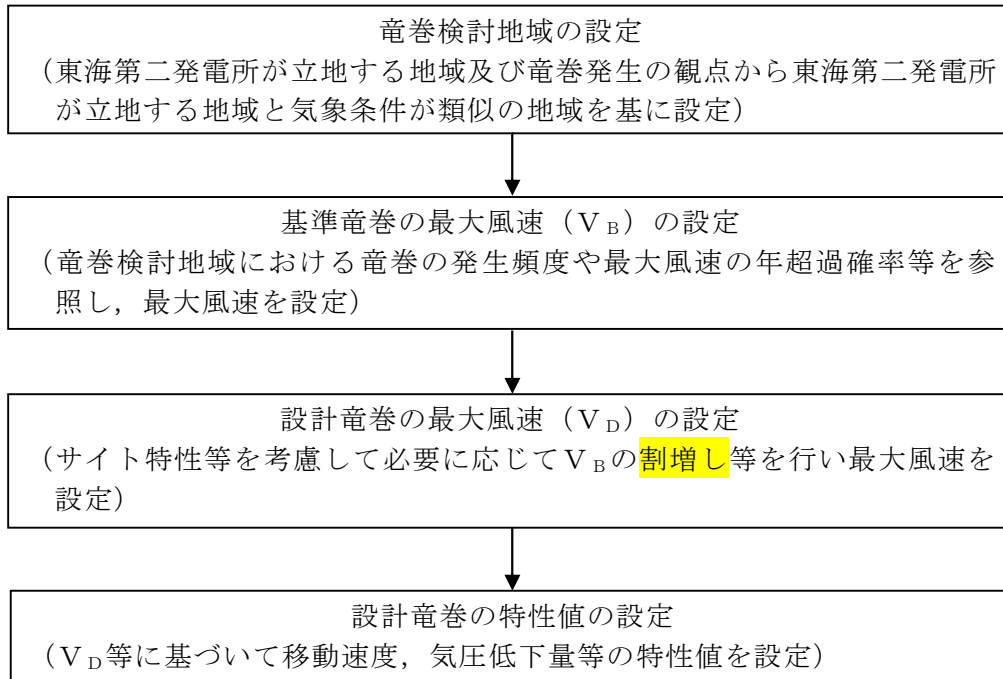 竜巻検討地域の設定
（東海第二発電所が立地する地域及び竜巻発生の観点から東海第二発電所
が立地する地域と気象条件が類似の地域を基に設定）
基準竜巻の最大風速（ＶＢ）の設定
（竜巻検討地域における竜巻の発生頻度や最大風速の年超過確率等を参
照し，最大風速を設定）
設計竜巻の最大風速（ＶＤ）の設定
（サイト特性等を考慮して必要に応じてＶＢの割増し等を行い最大風速を
設定）
設計竜巻の特性値の設定
（ＶＤ等に基づいて移動速度，気圧低下量等の特性値を設定）